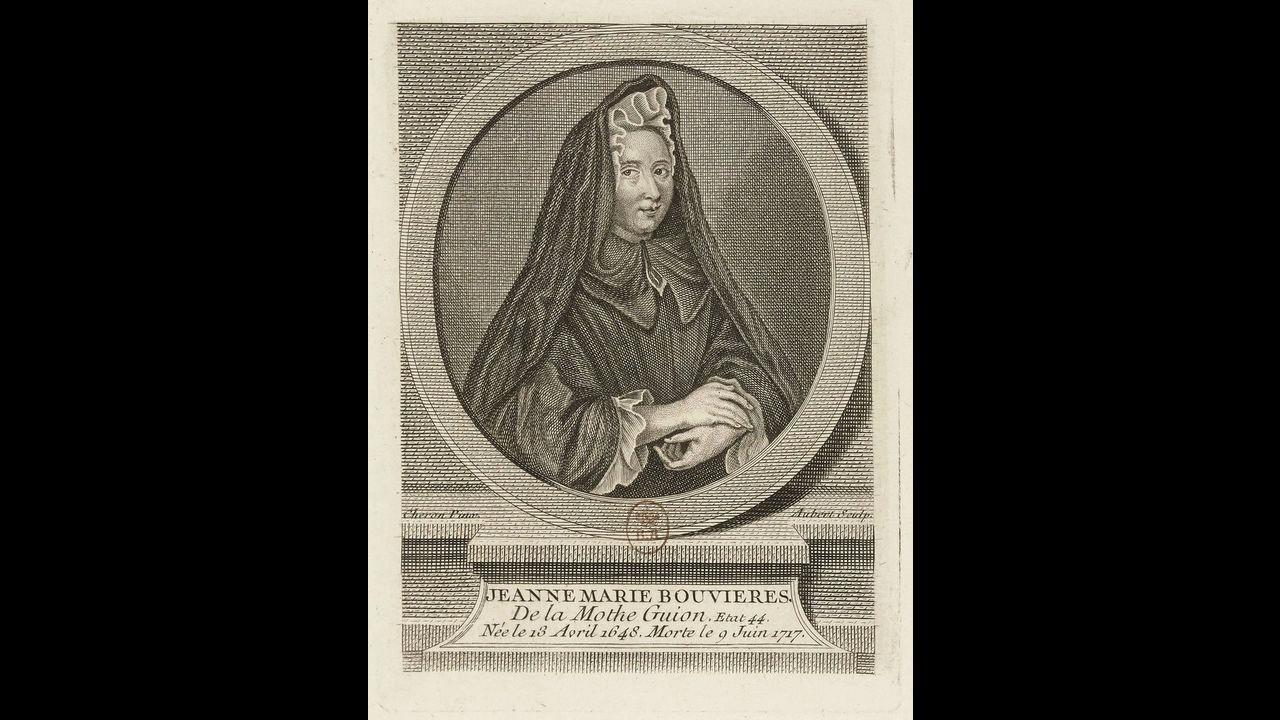 Cheron Pinx. Aubert Sculp.
JEANNE MARIE BOUVIERES.
De la Mothe Guion. Etat 44.
Née le 13 Avril 1648. Morte le 9 Juin 1717.